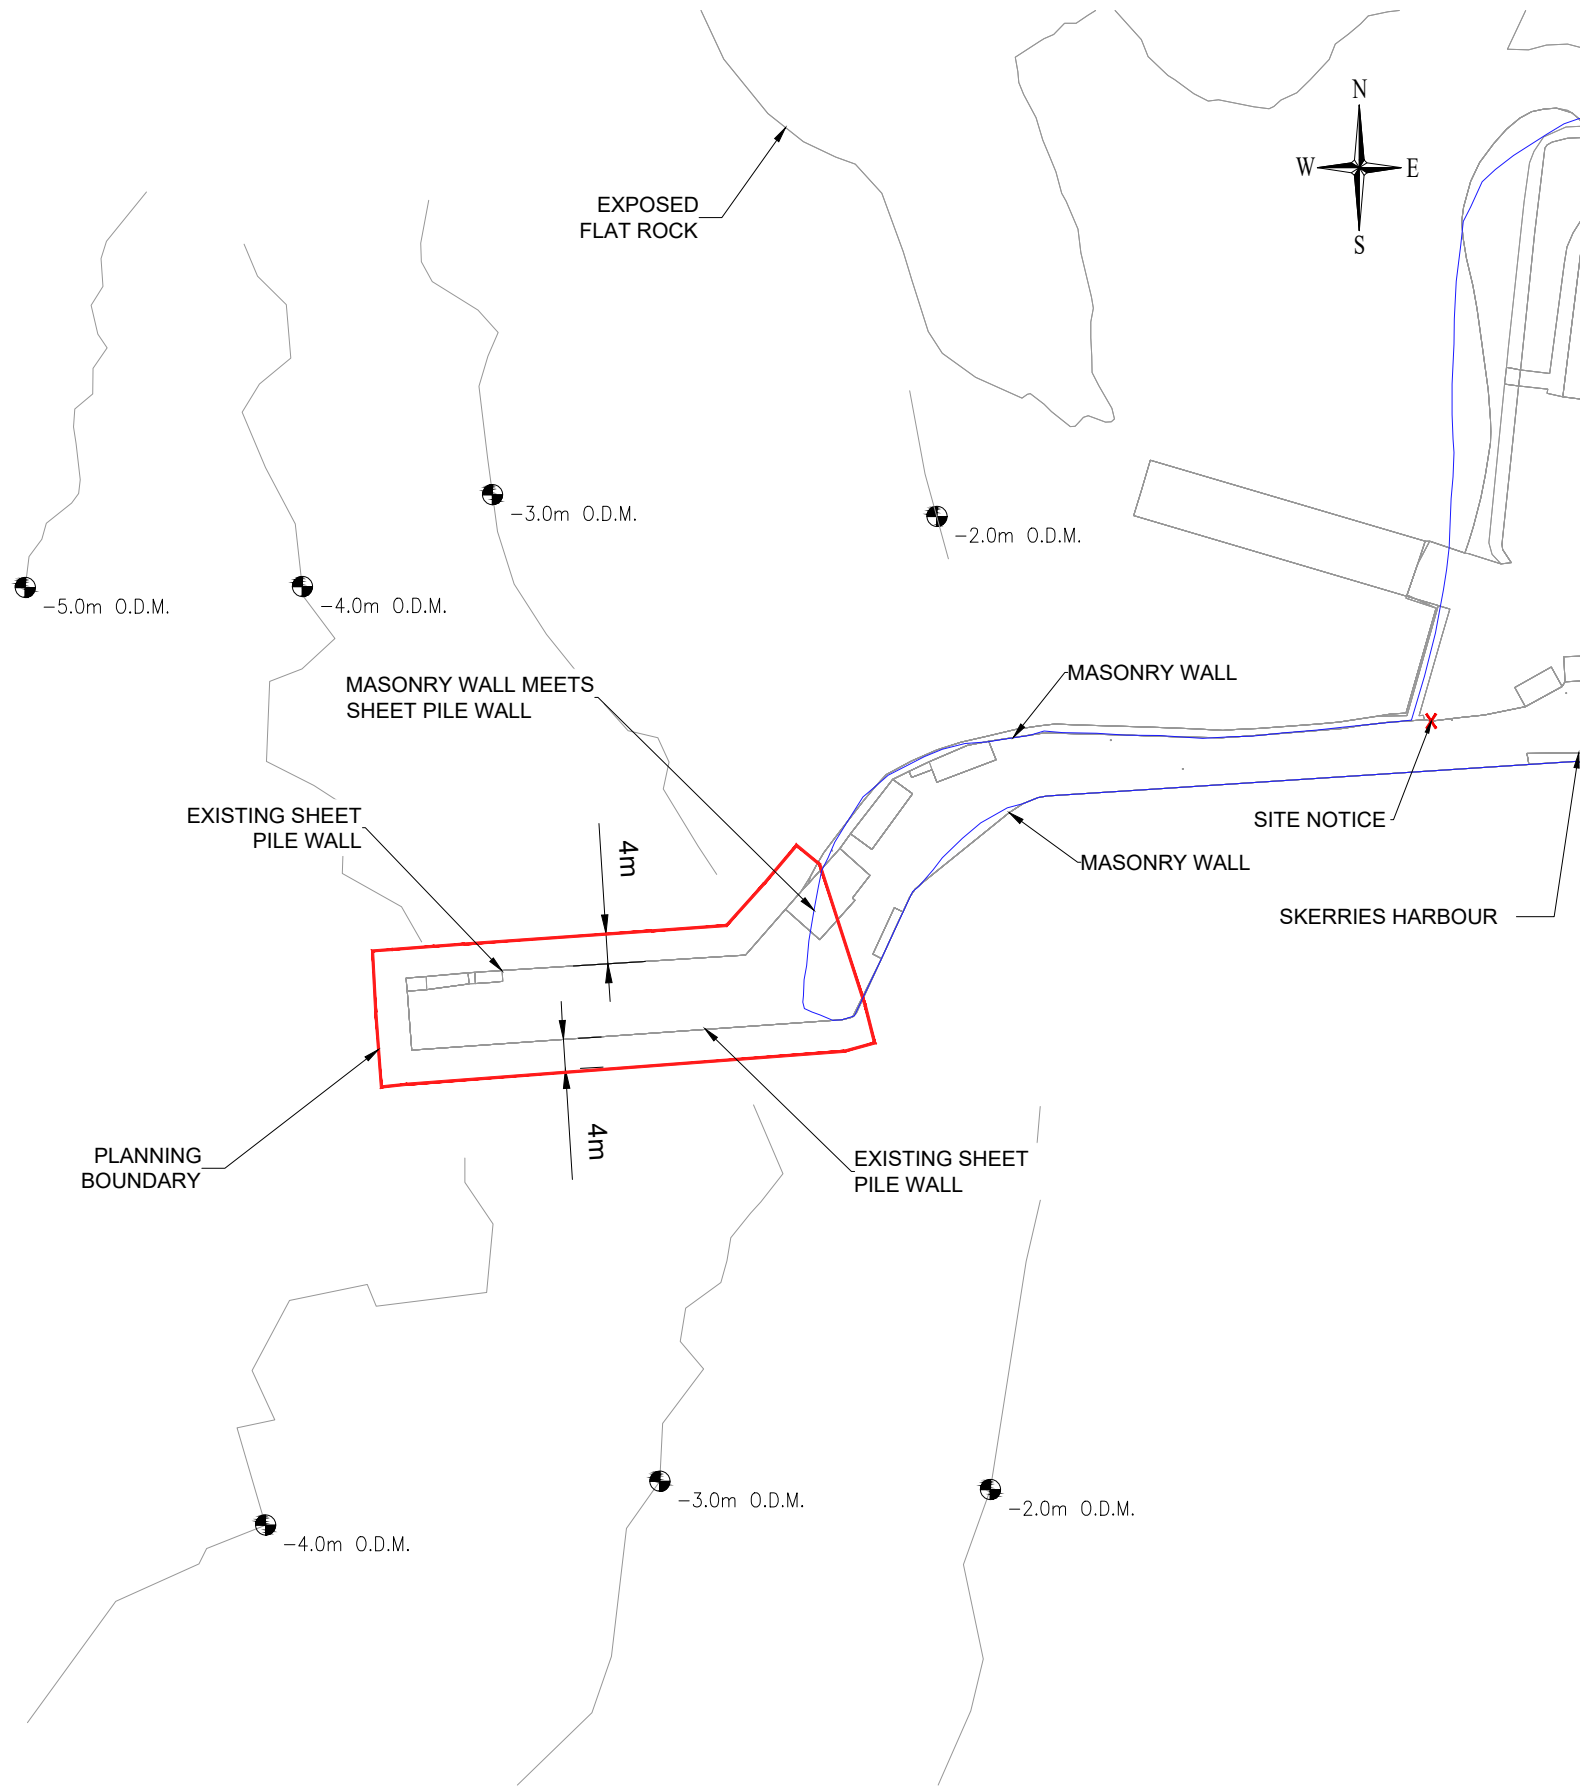 N
W
E
S
EXPOSED
FLAT ROCK
-3.0m O.D.M.
-2.0m O.D.M.
-5.0m O.D.M.
-4.0m O.D.M.
MASONRY WALL MEETS
SHEET PILE WALL
MASONRY WALL
EXISTING SHEET
PILE WALL
4m
SITE NOTICE
MASONRY WALL
SKERRIES HARBOUR
4m
PLANNING
BOUNDARY
EXISTING SHEET
PILE WALL
-3.0m O.D.M.
-2.0m O.D.M.
-4.0m O.D.M.